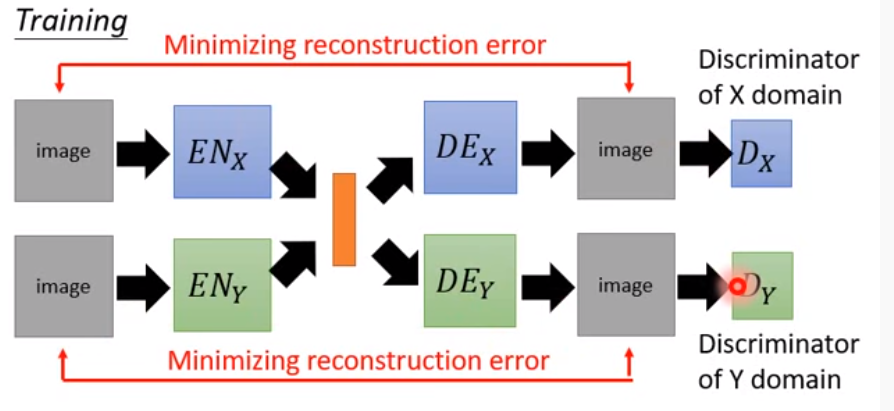 Training
Minimizing reconstruction error
Discriminator
of X domain
image
EN_X
DE_X
image
D_X
image
EN_Y
DE_Y
image
D_Y
Minimizing reconstruction error
Discriminator
of Y domain